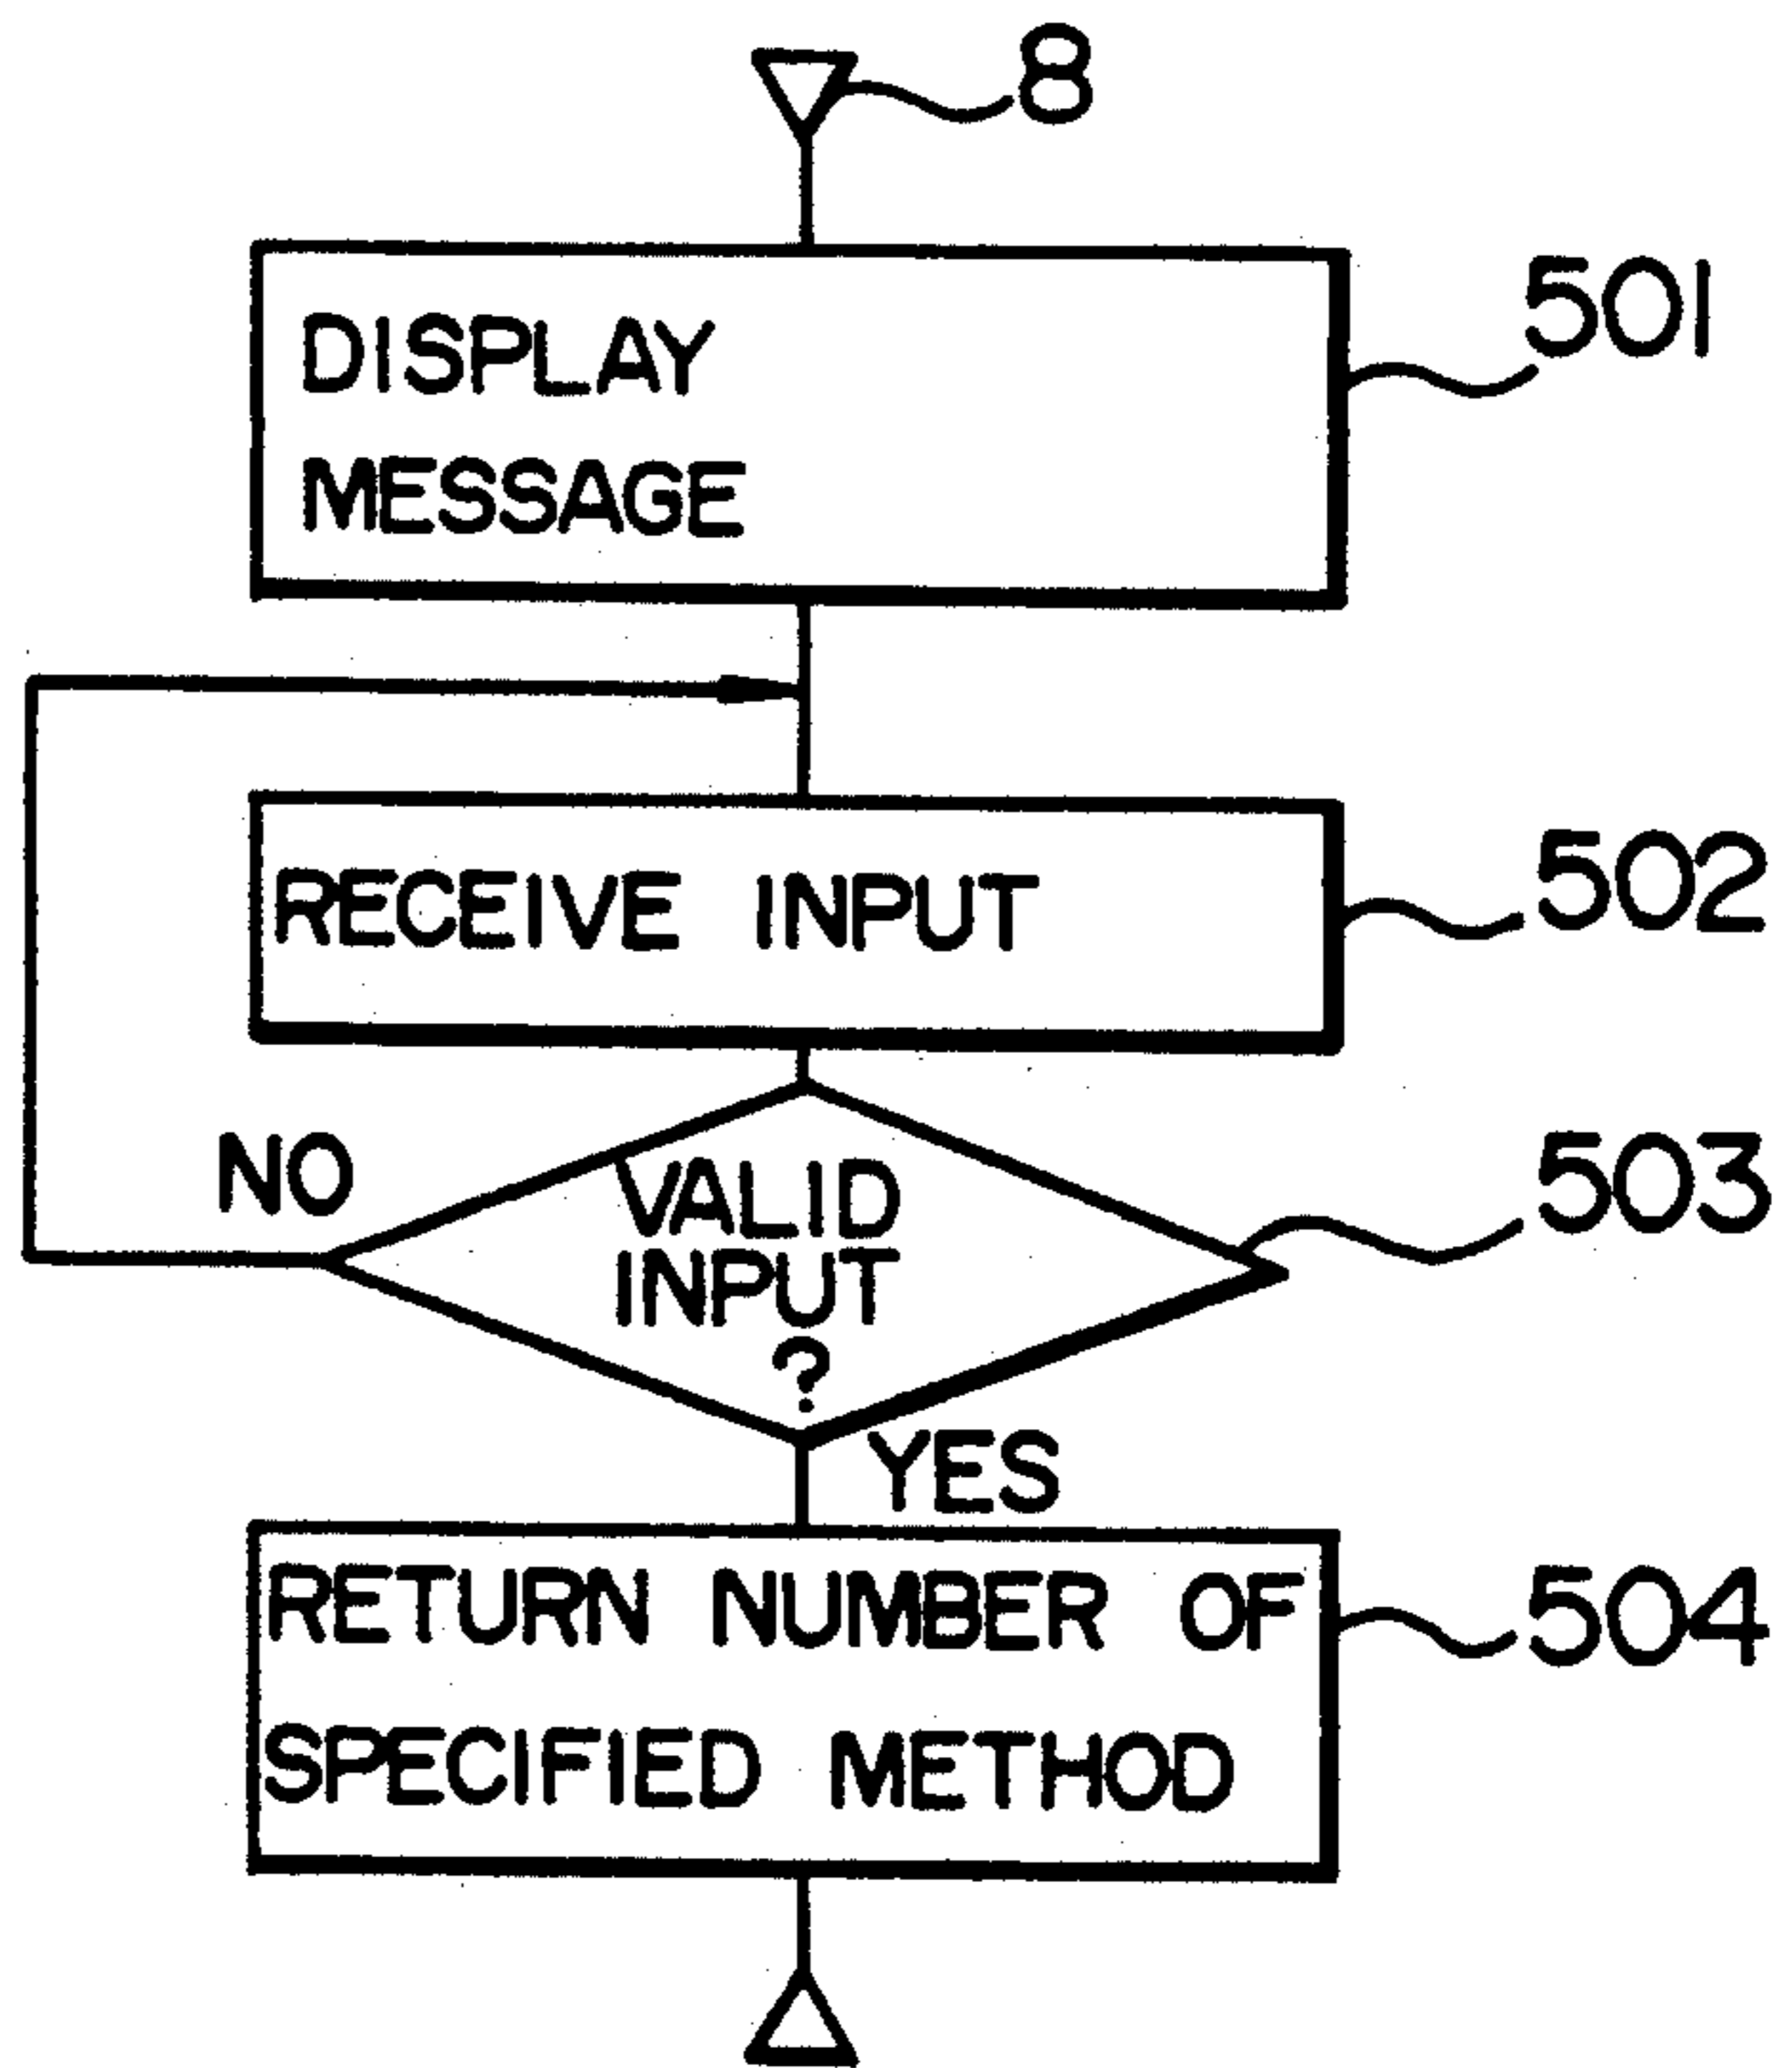 8
DISPLAY
MESSAGE
501
RECEIVE INPUT
502
NO
VALID
INPUT
?
503
YES
RETURN NUMBER OF
SPECIFIED METHOD
504